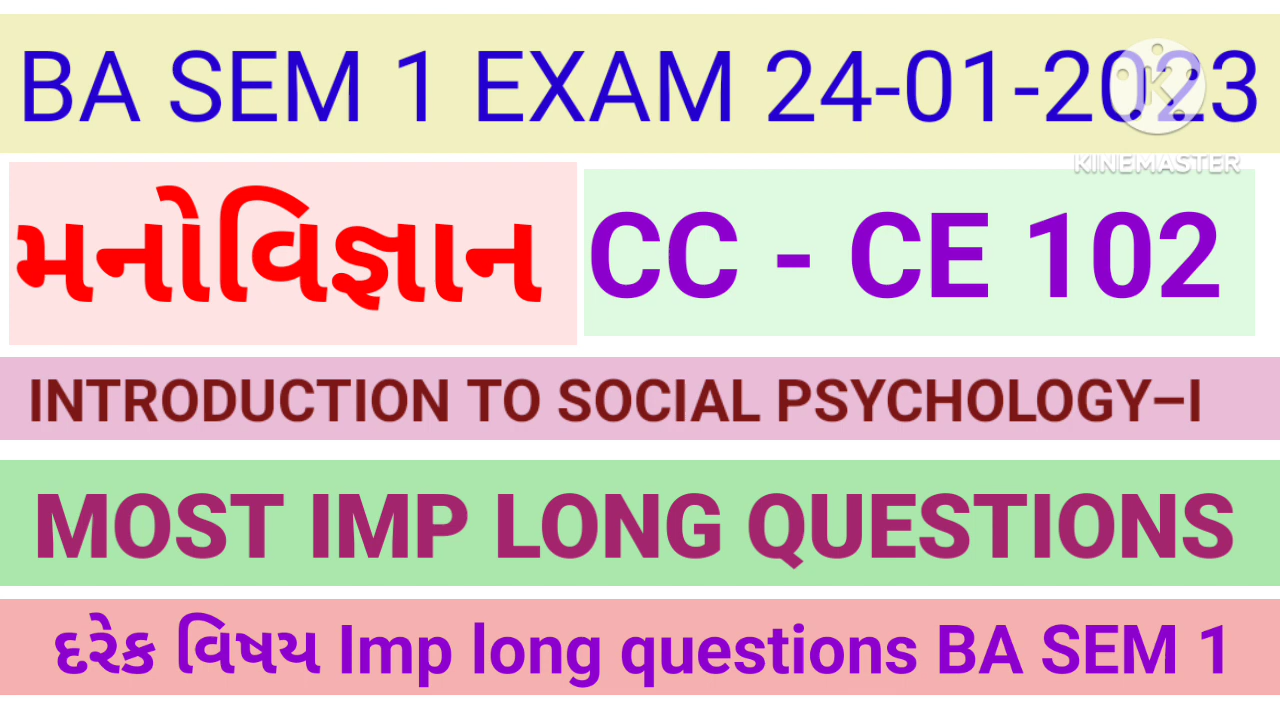 BA SEM 1 EXAM 24-01-2023
KINEMASTER
મનોવિજ્ઞાન CC - CE 102
INTRODUCTION TO SOCIAL PSYCHOLOGY–I
MOST IMP LONG QUESTIONS
દરેક વિષય Imp long questions BA SEM 1